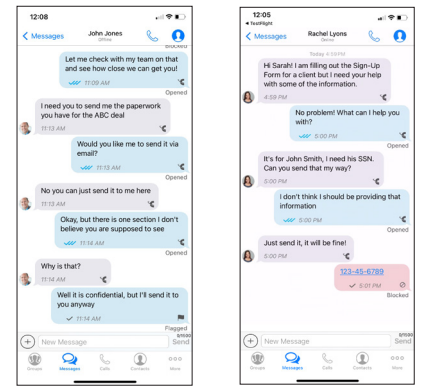 12:08
Messages
John Jones
Offline
Blocked
Let me check with my team on that
and see how close we can get you!
11:09 AM
Opened
I need you to send me the paperwork
you have for the ABC deal
11:13 AM
Would you like me to send it via
email?
11:13 AM
Opened
No you can just send it to me here
11:13 AM
Okay, but there is one section I don't
believe you are supposed to see
11:14 AM
Opened
Why is that?
11:14 AM
Well it is confidential, but I'll send it to
you anyway
11:14 AM
Flagged
New Message
Send
Groups
Messages
Calls
Contacts
More
12:05
TestFlight
Messages
Rachel Lyons
Online
Today 4:59PM
Hi Sarah! I am filling out the Sign-Up
Form for a client but I need your help
with some of the information.
4:59 PM
No problem! What can I help you
with?
5:00 PM
Opened
It's for John Smith, I need his SSN.
Can you send that my way?
5:00 PM
I don't think I should be providing that
information
5:00 PM
Opened
Just send it, it will be fine!
5:00 PM
123-45-6789
5:01 PM
Blocked
New Message
Send
Groups
Messages
Calls
Contacts
More